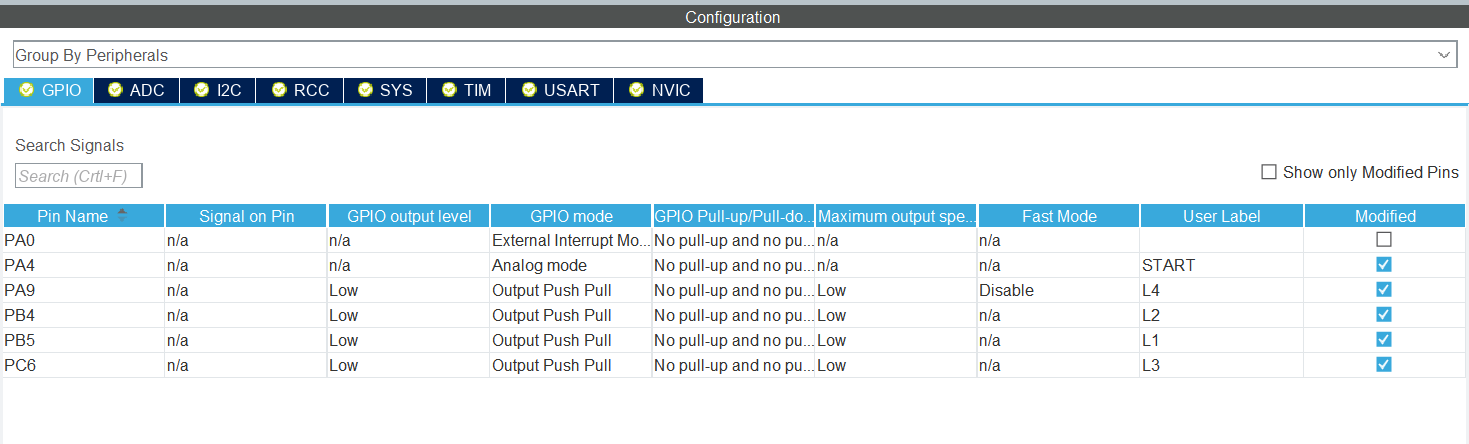 Configuration
Group By Peripherals
GPIO ADC I2C RCC SYS TIM USART NVIC
Search Signals
Search (Crtl+F)
Show only Modified Pins
Pin Name Signal on Pin GPIO output level GPIO mode GPIO Pull-up/Pull-do... Maximum output spe... Fast Mode User Label Modified
PA0 n/a n/a External Interrupt Mo... No pull-up and no pu... n/a n/a
PA4 n/a n/a Analog mode No pull-up and no pu... n/a n/a START
PA9 n/a Low Output Push Pull No pull-up and no pu... Low Disable L4
PB4 n/a Low Output Push Pull No pull-up and no pu... Low n/a L2
PB5 n/a Low Output Push Pull No pull-up and no pu... Low n/a L1
PC6 n/a Low Output Push Pull No pull-up and no pu... Low n/a L3